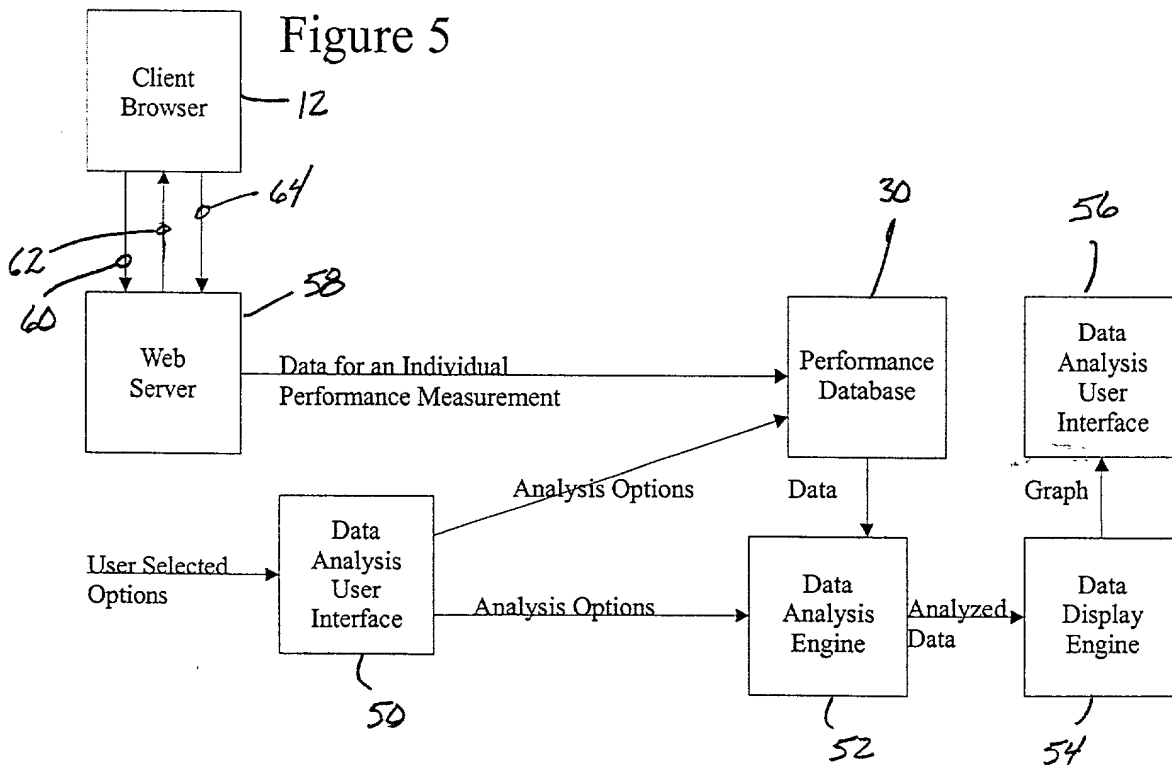 Figure 5
Client
Browser
12
64
62
60
58
Web
Server
Data for an Individual
Performance Measurement
30
Performance
Database
56
Data
Analysis
User
Interface
Analysis Options
Data
Graph
User Selected
Options
Data
Analysis
User
Interface
50
Analysis Options
Data
Analysis
Engine
52
Analyzed
Data
Data
Display
Engine
54